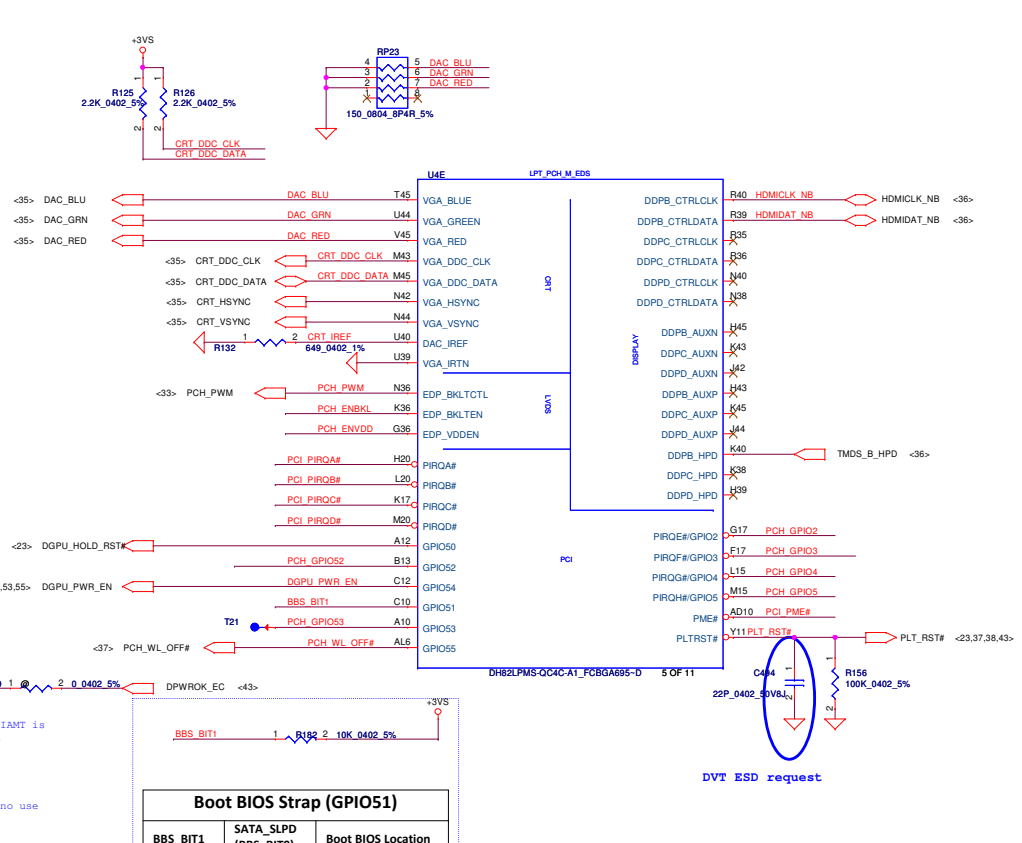 +3VS
R125
2.2K_0402_5%
R126
2.2K_0402_5%
1
1
2
2
CRT_DDC_CLK
CRT_DDC_DATA
RP23
4 5 DAC_BLU
3 6 DAC_GRN
2 7 DAC_RED
1 8
150_0804_8P4R_5%
U4E
LPT_PCH_M_EDS
<35> DAC_BLU DAC_BLU T45 VGA_BLUE
<35> DAC_GRN DAC_GRN U44 VGA_GREEN
<35> DAC_RED DAC_RED V45 VGA_RED
<35> CRT_DDC_CLK CRT_DDC_CLK M43 VGA_DDC_CLK
<35> CRT_DDC_DATA CRT_DDC_DATA M45 VGA_DDC_DATA
<35> CRT_HSYNC N42 VGA_HSYNC
<35> CRT_VSYNC N44 VGA_VSYNC
1 2 CRT_IREF U40 DAC_IREF
R132 649_0402_1%
U39 VGA_IRTN
<33> PCH_PWM PCH_PWM N36 EDP_BKLTCTL
PCH_ENBKL K36 EDP_BKLTEN
PCH_ENVDD G36 EDP_VDDEN
PCI_PIRQA# H20 PIRQA#
PCI_PIRQB# L20 PIRQB#
PCI_PIRQC# K17 PIRQC#
PCI_PIRQD# M20 PIRQD#
<23> DGPU_HOLD_RST# A12 GPIO50
PCH_GPIO52 B13 GPIO52
,53,55> DGPU_PWR_EN DGPU_PWR_EN C12 GPIO54
BBS_BIT1 C10 GPIO51
T21 PCH_GPIO53 A10 GPIO53
<37> PCH_WL_OFF# PCH_WL_OFF# AL6 GPIO55
CRT
LVDS
DISPLAY
PCI
DDPB_CTRLCLK R40 HDMICLK_NB HDMICLK_NB <36>
DDPB_CTRLDATA R39 HDMIDAT_NB HDMIDAT_NB <36>
DDPC_CTRLCLK R35
DDPC_CTRLDATA R36
DDPD_CTRLCLK N40
DDPD_CTRLDATA N38
DDPB_AUXN H45
DDPC_AUXN K43
DDPD_AUXN J42
DDPB_AUXP H43
DDPC_AUXP K45
DDPD_AUXP J44
DDPB_HPD K40 TMDS_B_HPD <36>
DDPC_HPD K38
DDPD_HPD H39
PIRQE#/GPIO2 G17 PCH_GPIO2
PIRQF#/GPIO3 F17 PCH_GPIO3
PIRQG#/GPIO4 L15 PCH_GPIO4
PIRQH#/GPIO5 M15 PCH_GPIO5
PME# AD10 PCI_PME#
PLTRST# Y11 PLT_RST# PLT_RST# <23,37,38,43>
DH82LPMS-QC4C-A1_FCBGA695~D 5 OF 11
C494
22P_0402_50V8J
1
2
R156
100K_0402_5%
1
2
DVT ESD request
1 @ 2 0_0402_5% DPWROK_EC <43>
IAMT is
no use
+3VS
BBS_BIT1 1 R182 2 10K_0402_5%
Boot BIOS Strap (GPIO51)
BBS_BIT1
SATA_SLPD
(BBS_BIT0)
Boot BIOS Location